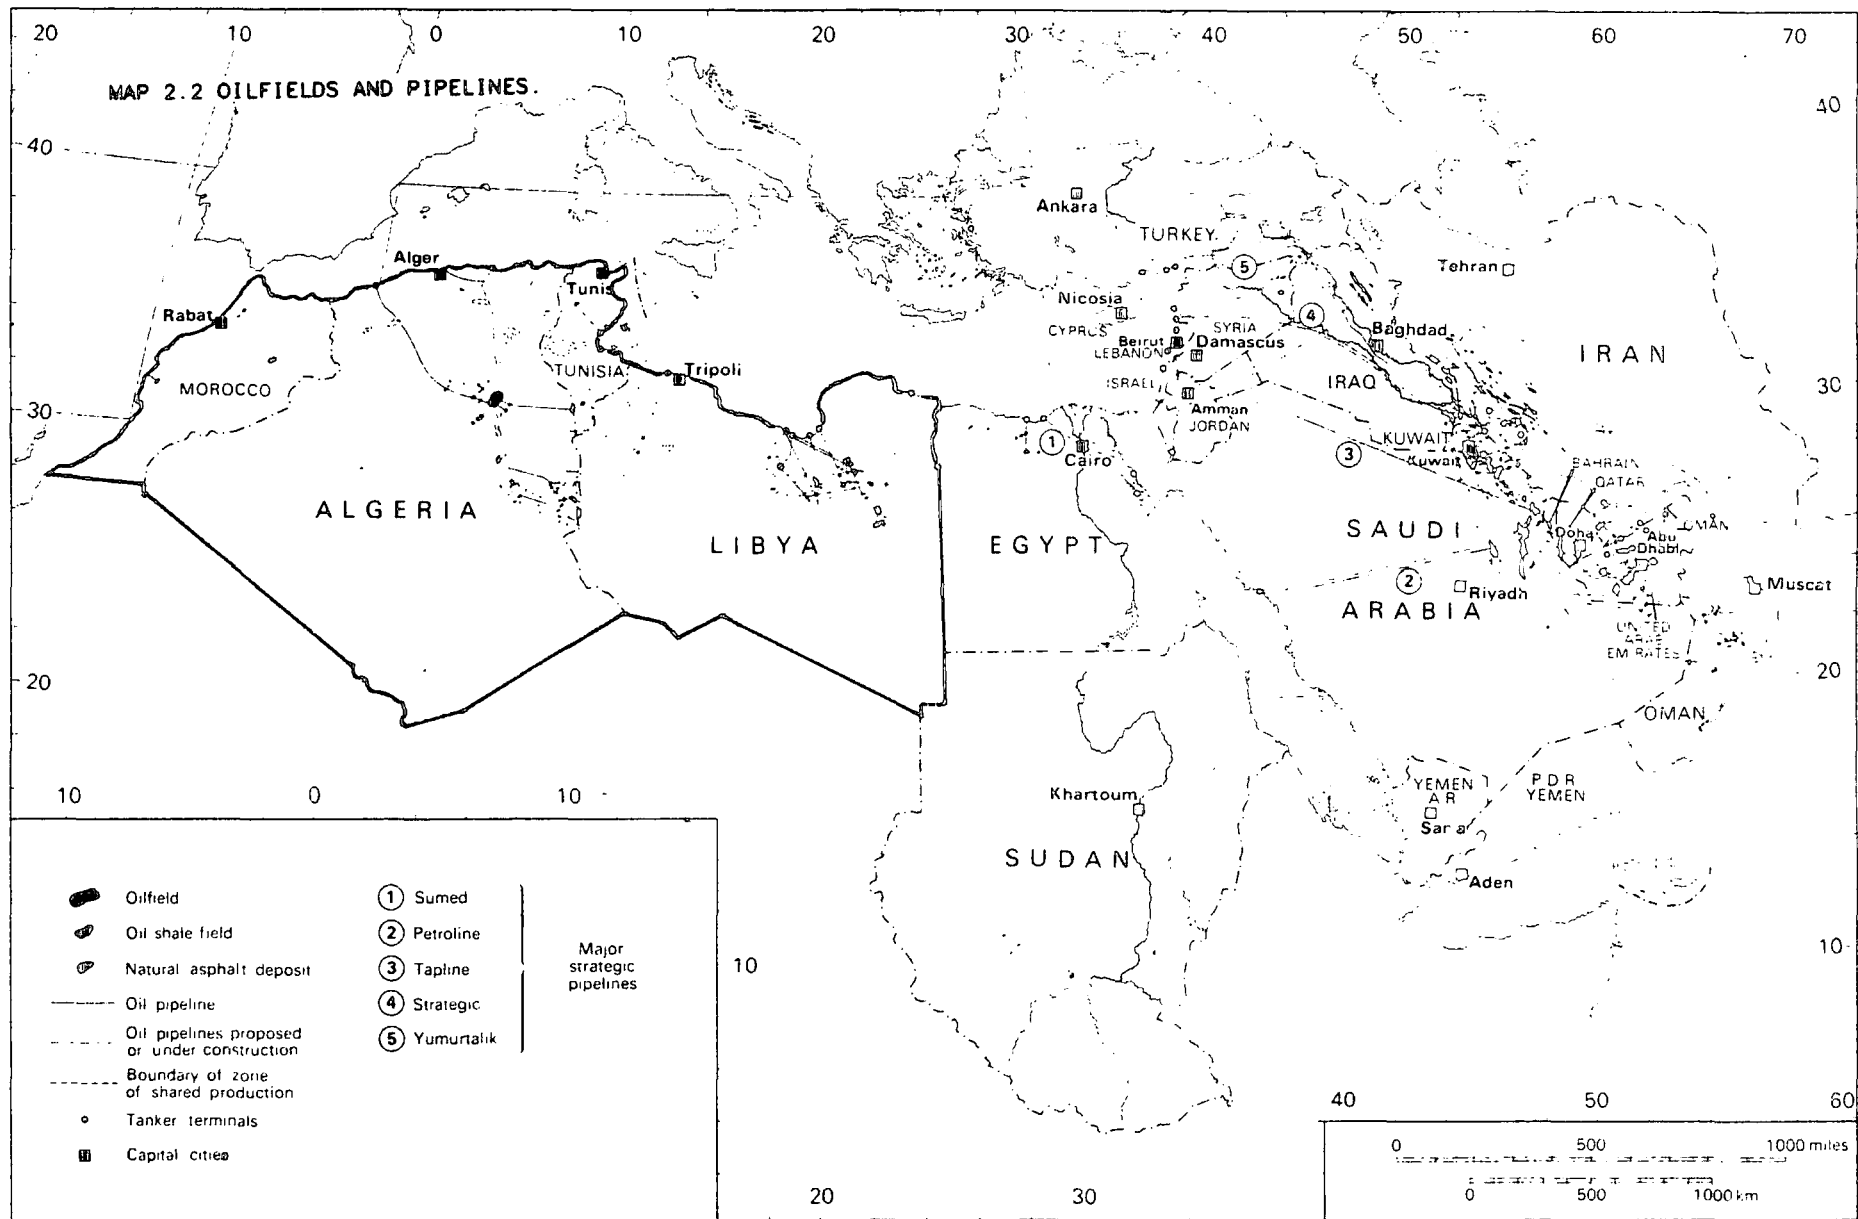 20 10 0 10 20 30 40 50 60 70
MAP 2.2 OILFIELDS AND PIPELINES.
40
40
Ankara
TURKEY
5
Tehran
Alger
Tunis
Nicosia
CYPRUS
4
Rabat
SYRIA
Baghdad
Beirut
Damascus
LEBANON
IRAN
MOROCCO
TUNISIA
Tripoli
ISRAEL
IRAQ
30
30
Amman
JORDAN
1
Cairo
KUWAIT
Kuwait
3
BAHRAIN
QATAR
ALGERIA
LIBYA
EGYPT
SAUDI
OMAN
Doha
Abu
Dhabi
2
Riyadh
Muscat
ARABIA
UNITED
ARAB
EMIRATES
20
20
OMAN
10 0 10
Khartoum
YEMEN
A R
P D R
YEMEN
San'a
SUDAN
Aden
10
10
Oilfield
Oil shale field
Natural asphalt deposit
Oil pipeline
Oil pipelines proposed
or under construction
Boundary of zone
of shared production
Tanker terminals
Capital cities
1 Sumed
2 Petroline
3 Tapline
4 Strategic
5 Yumurtalik
Major
strategic
pipelines
40 50 60
0 500 1000 miles
0 500 1000 km
20 30